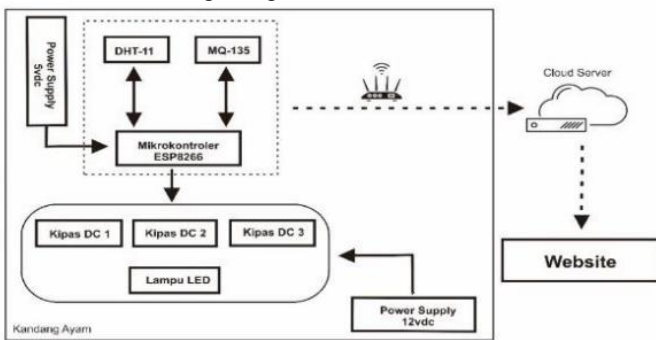 Power Supply
5vdc
DHT-11
MQ-135
Mikrokontroler
ESP8266
Cloud Server
Kipas DC 1
Kipas DC 2
Kipas DC 3
Lampu LED
Website
Power Supply
12vdc
Kandang Ayam